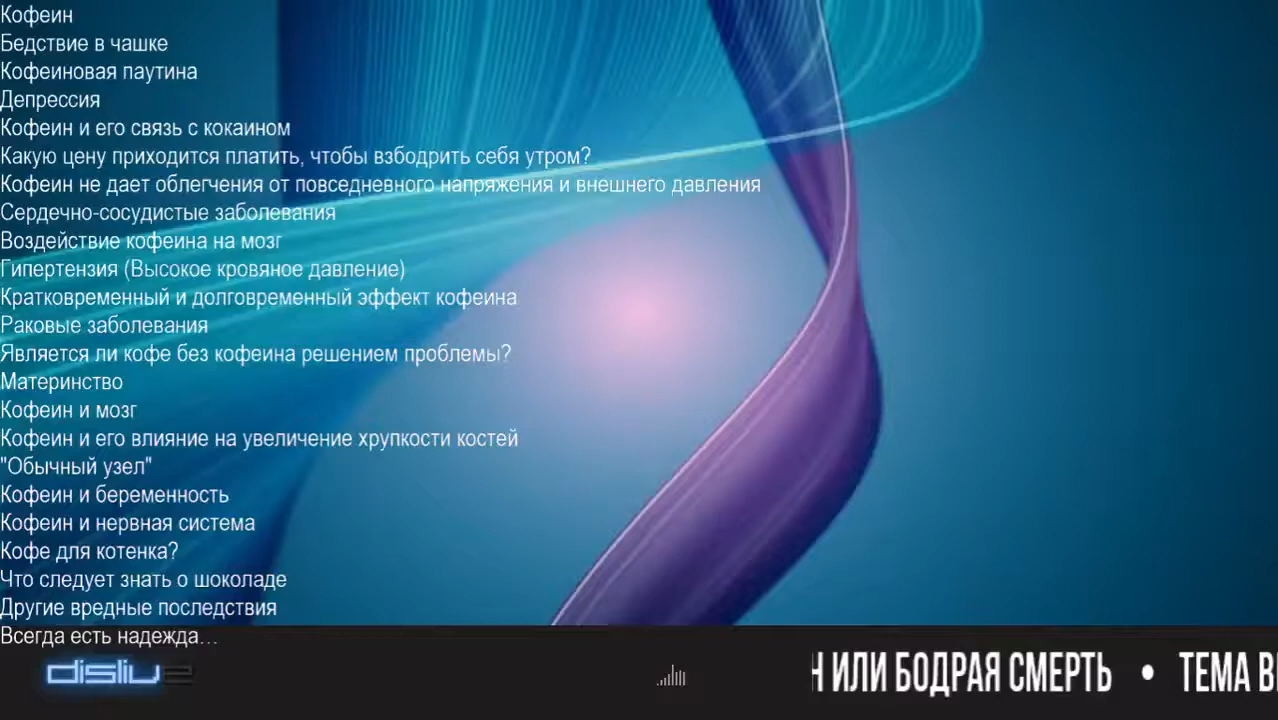 Кофеин
Бедствие в чашке
Кофеиновая паутина
Депрессия
Кофеин и его связь с кокаином
Какую цену приходится платить, чтобы взбодрить себя утром?
Кофеин не дает облегчения от повседневного напряжения и внешнего давления
Сердечно-сосудистые заболевания
Воздействие кофеина на мозг
Гипертензия (Высокое кровяное давление)
Кратковременный и долговременный эффект кофеина
Раковые заболевания
Является ли кофе без кофеина решением проблемы?
Материнство
Кофеин и мозг
Кофеин и его влияние на увеличение хрупкости костей
"Обычный узел"
Кофеин и беременность
Кофеин и нервная система
Кофе для котенка?
Что следует знать о шоколаде
Другие вредные последствия
Всегда есть надежда...
disliv
Н ИЛИ БОДРАЯ СМЕРТЬ • ТЕМА